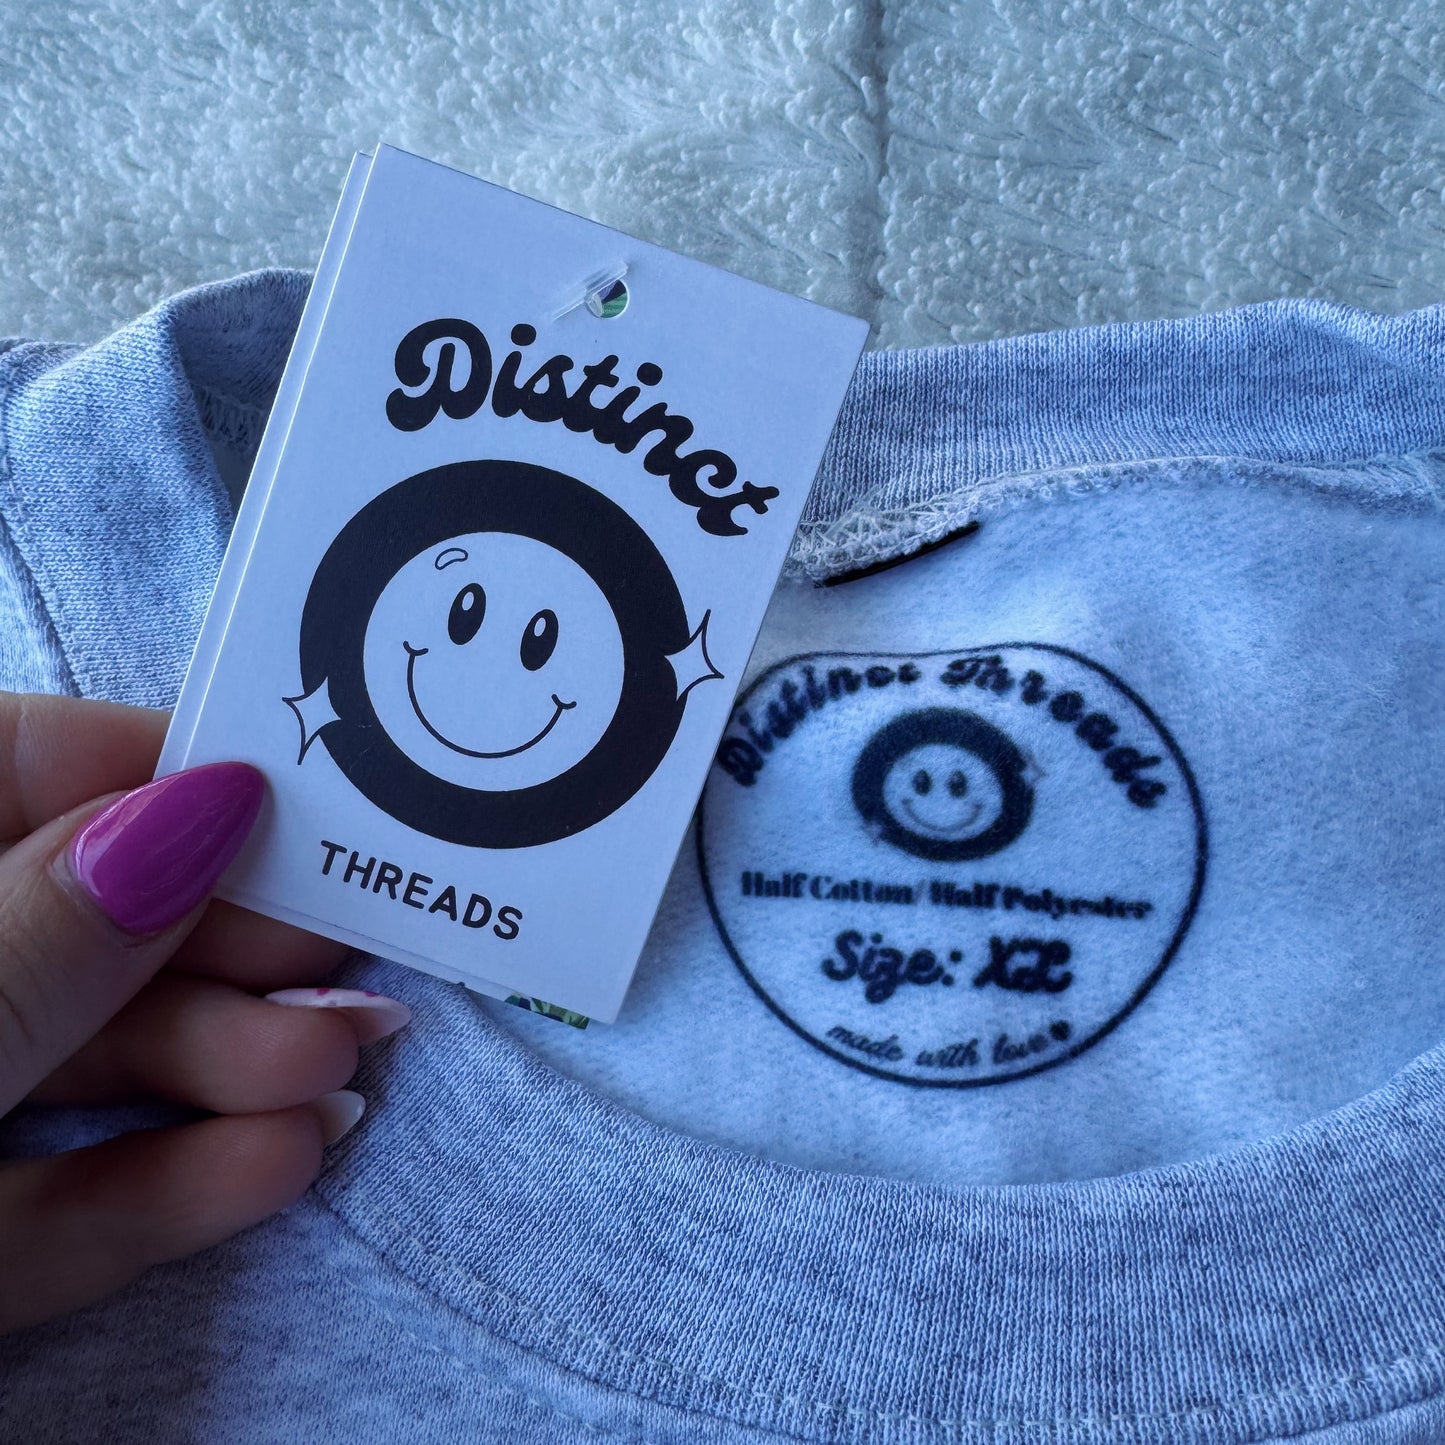 Distinct
THREADS
Distinct Threads
Half Cotton/Half Polyester
Size: XL
made with love